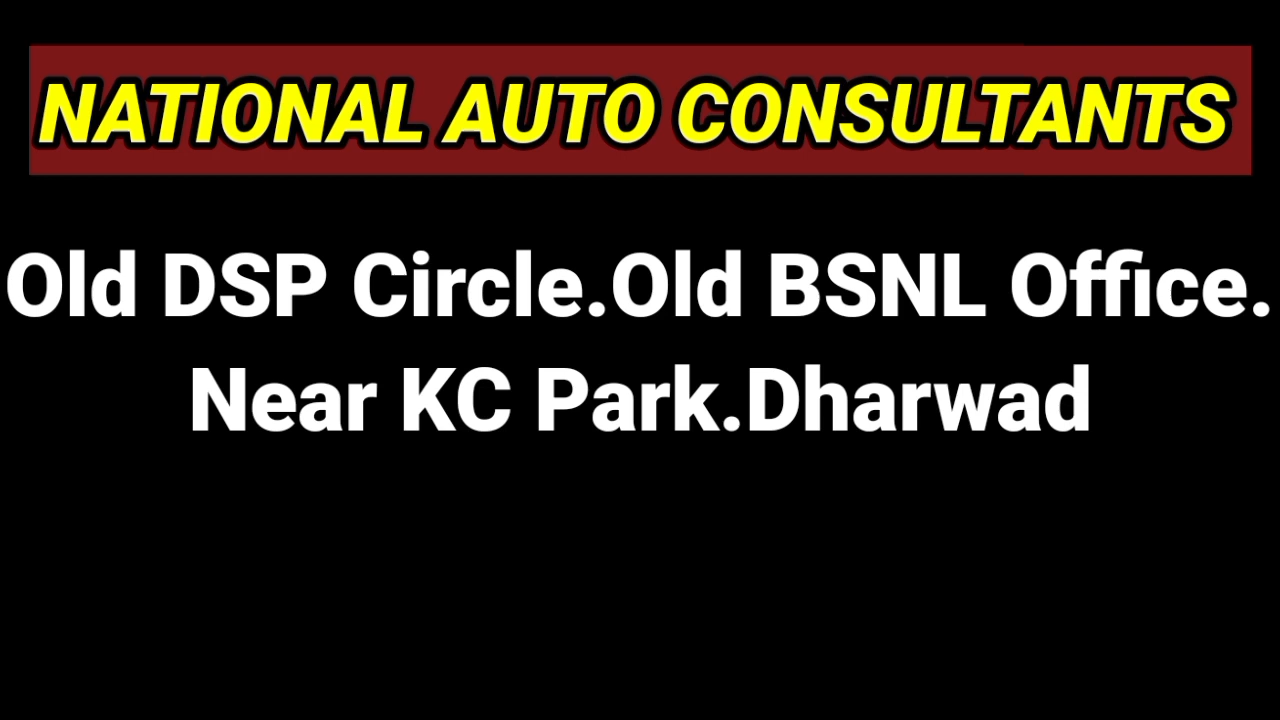 NATIONAL AUTO CONSULTANTS
Old DSP Circle.Old BSNL Office.
Near KC Park.Dharwad